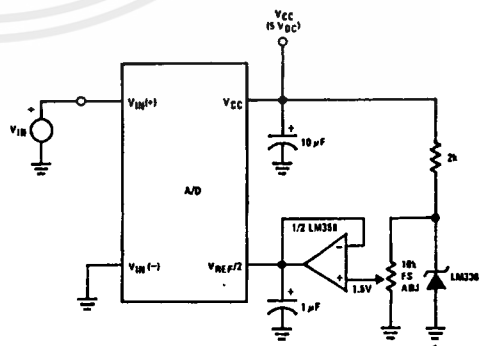 VCC
(5 VDC)
VIN(+)
VCC
+
VIN
+
10 µF
2k
A/D
1/2 LM358
VIN(-)
VREF/2
-
+
1.5V
10k
FS
ADJ
LM336
+
1 µF